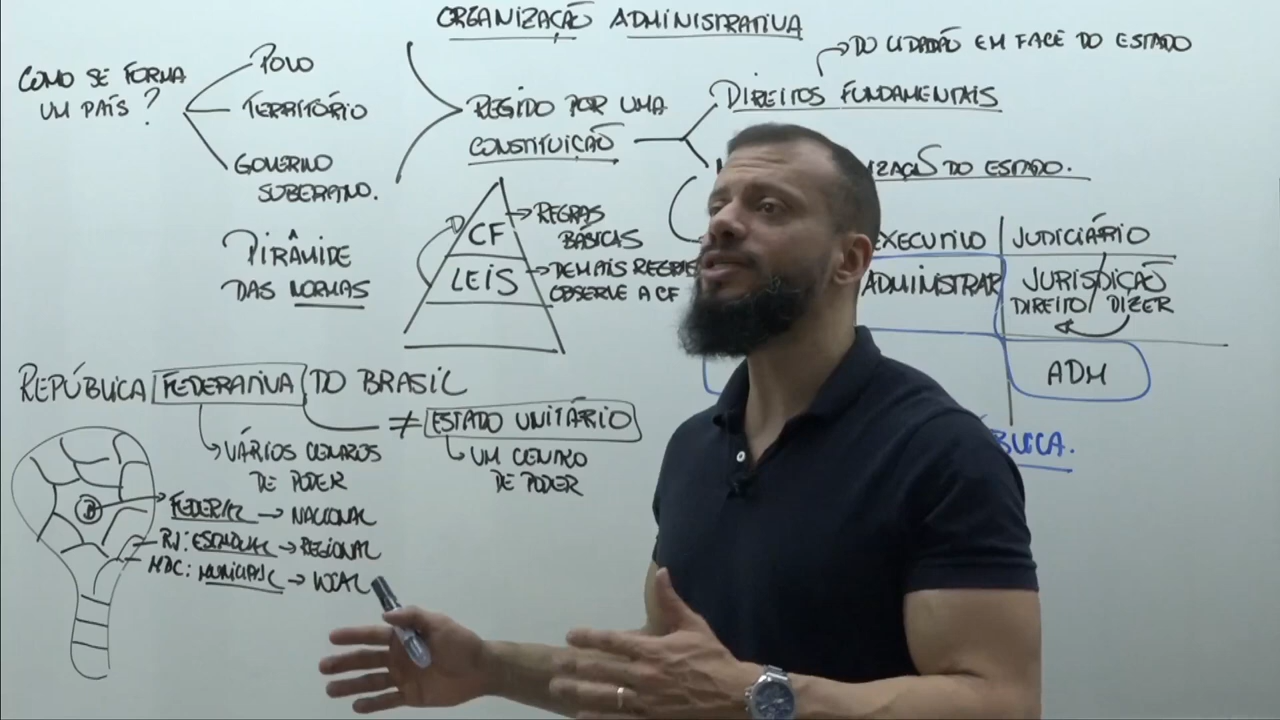 ORGANIZAÇÃO ADMINISTRATIVA
COMO SE FORMA
UM PAÍS?
POVO
TERRITÓRIO
GOVERNO
SOBERANO.
REGIDO POR UMA
CONSTITUIÇÃO
DO CIDADÃO EM FACE DO ESTADO
DIREITOS FUNDAMENTAIS
DO ESTADO.
PIRÂMIDE
DAS NORMAS
CF
LEIS
REGRAS
BÁSICAS
DEMAIS
OBSERVE A CF
EXECUTIVO
JUDICIÁRIO
ADMINISTRAR
JURISDIÇÃO
DIREITO / DIZER
ADM
REPÚBLICA FEDERATIVA DO BRASIL
≠ ESTADO UNITÁRIO
VÁRIOS CENTROS
DE PODER
UM CENTRO
DE PODER
FEDERAL → NACIONAL
RJ: ESTADUAL → REGIONAL
MUNICIPAL → LOCAL